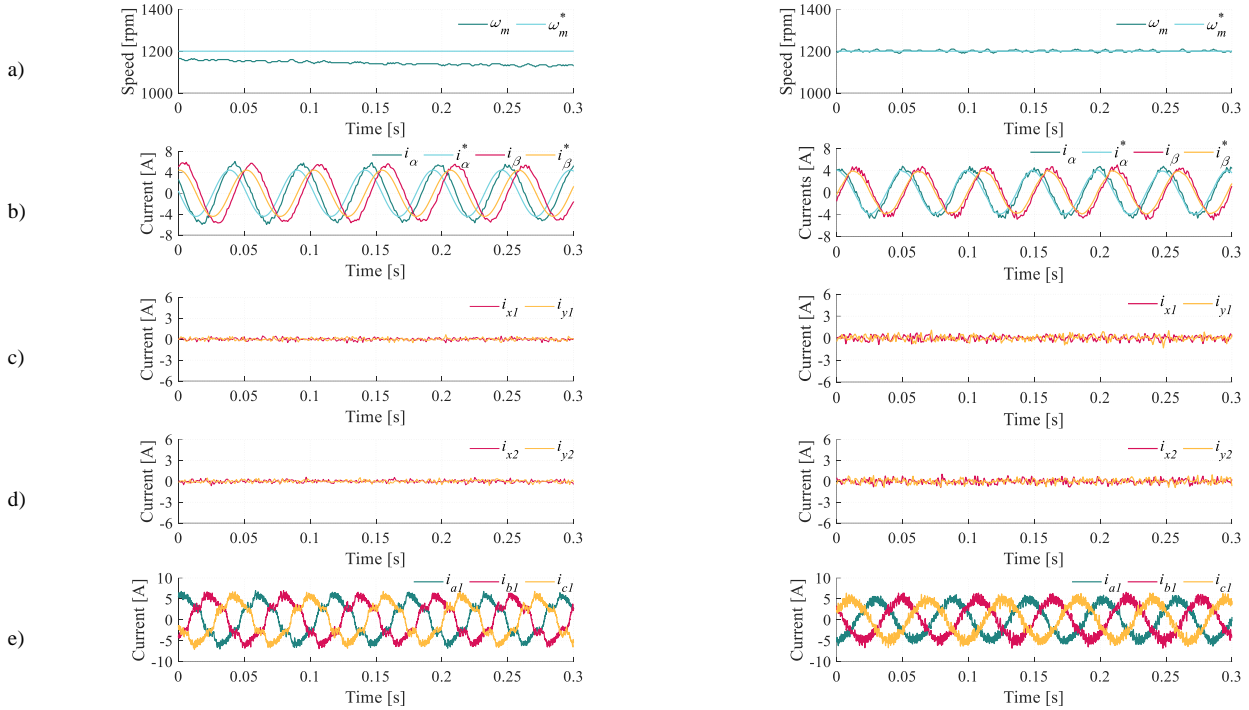 a)
ω_m ω_m^*
Speed [rpm]
1400
1200
1000
0 0.05 0.1 0.15 0.2 0.25 0.3
Time [s]
ω_m ω_m^*
Speed [rpm]
1400
1200
1000
0 0.05 0.1 0.15 0.2 0.25 0.3
Time [s]
b)
i_α i_α^* i_β i_β^*
Current [A]
8
4
0
-4
-8
0 0.05 0.1 0.15 0.2 0.25 0.3
Time [s]
i_α i_α^* i_β i_β^*
Currents [A]
8
4
0
-4
-8
0 0.05 0.1 0.15 0.2 0.25 0.3
Time [s]
c)
i_x1 i_y1
Current [A]
6
3
0
-3
-6
0 0.05 0.1 0.15 0.2 0.25 0.3
Time [s]
i_x1 i_y1
Current [A]
6
3
0
-3
-6
0 0.05 0.1 0.15 0.2 0.25 0.3
Time [s]
d)
i_x2 i_y2
Current [A]
6
3
0
-3
-6
0 0.05 0.1 0.15 0.2 0.25 0.3
Time [s]
i_x2 i_y2
Current [A]
6
3
0
-3
-6
0 0.05 0.1 0.15 0.2 0.25 0.3
Time [s]
e)
i_a1 i_b1 i_c1
Current [A]
10
5
0
-5
-10
0 0.05 0.1 0.15 0.2 0.25 0.3
Time [s]
i_a1 i_b1 i_c1
Current [A]
10
5
0
-5
-10
0 0.05 0.1 0.15 0.2 0.25 0.3
Time [s]